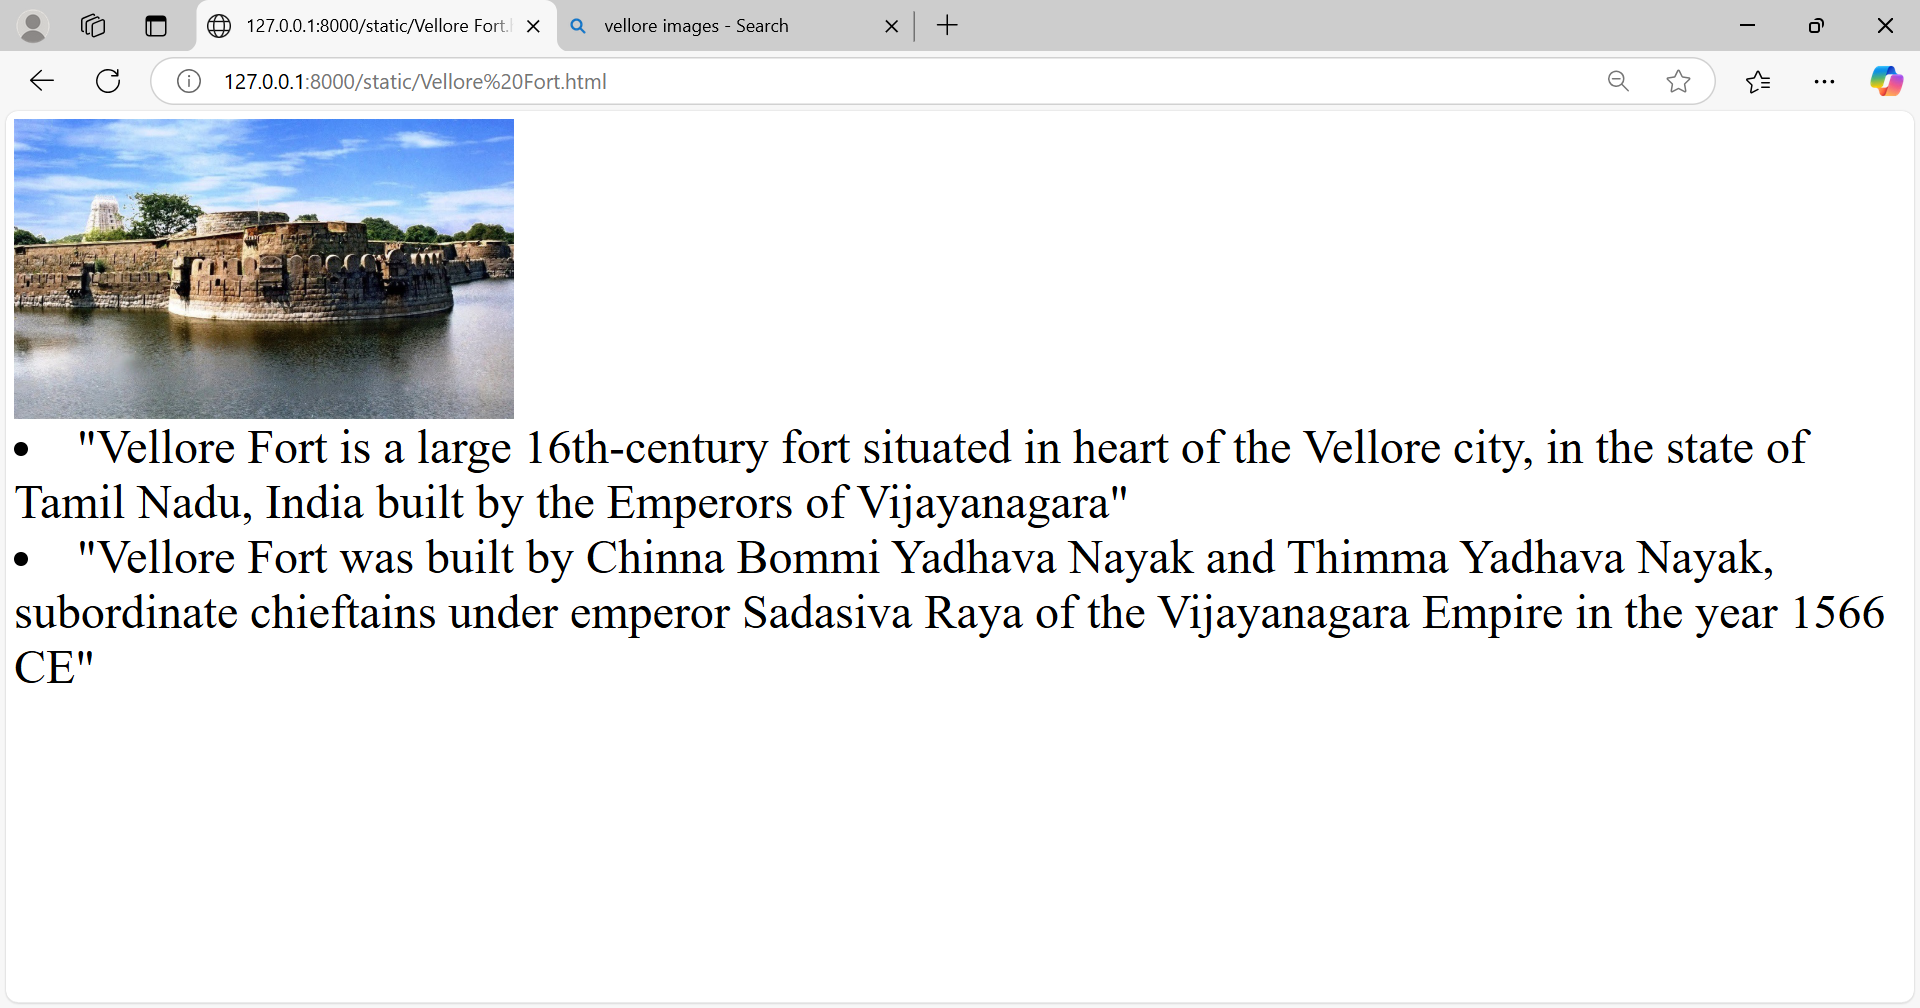 127.0.0.1:8000/static/Vellore Fort.
vellore images - Search
127.0.0.1:8000/static/Vellore%20Fort.html
• "Vellore Fort is a large 16th-century fort situated in heart of the Vellore city, in the state of
Tamil Nadu, India built by the Emperors of Vijayanagara"
• "Vellore Fort was built by Chinna Bommi Yadhava Nayak and Thimma Yadhava Nayak,
subordinate chieftains under emperor Sadasiva Raya of the Vijayanagara Empire in the year 1566
CE"